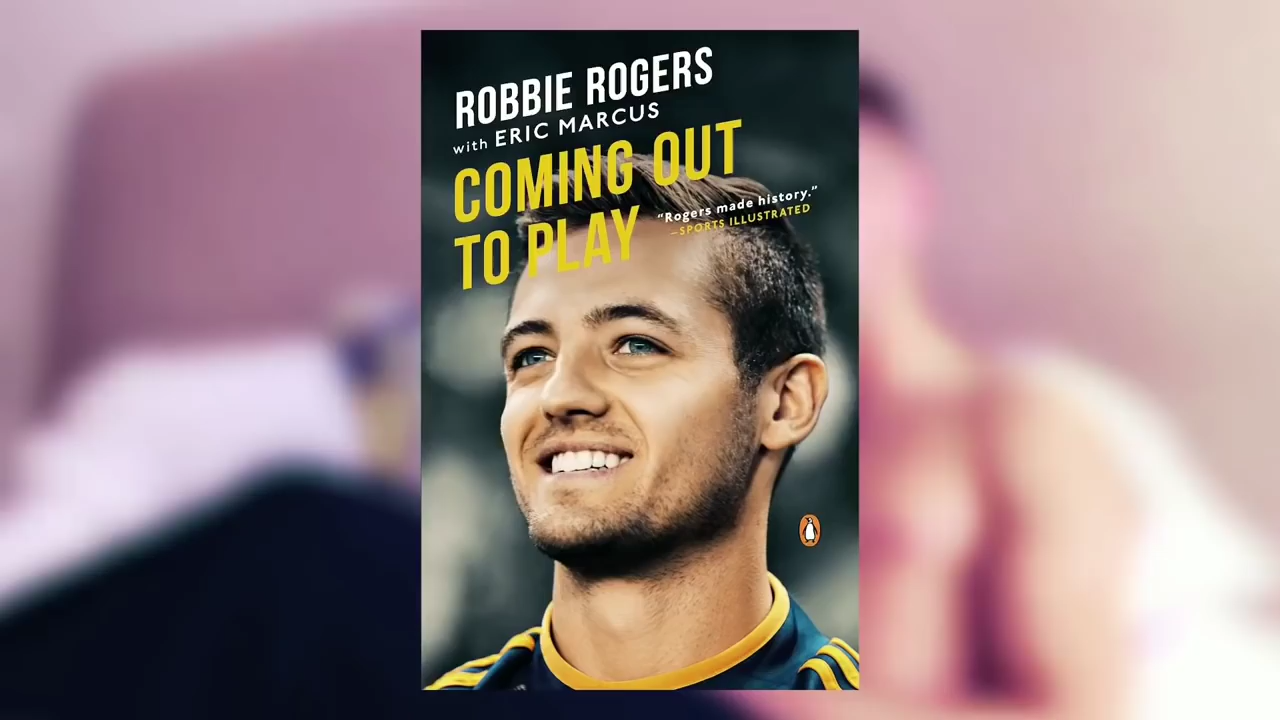 ROBBIE ROGERS
with ERIC MARCUS
COMING OUT
TO PLAY
“Rogers made history.”
—SPORTS ILLUSTRATED